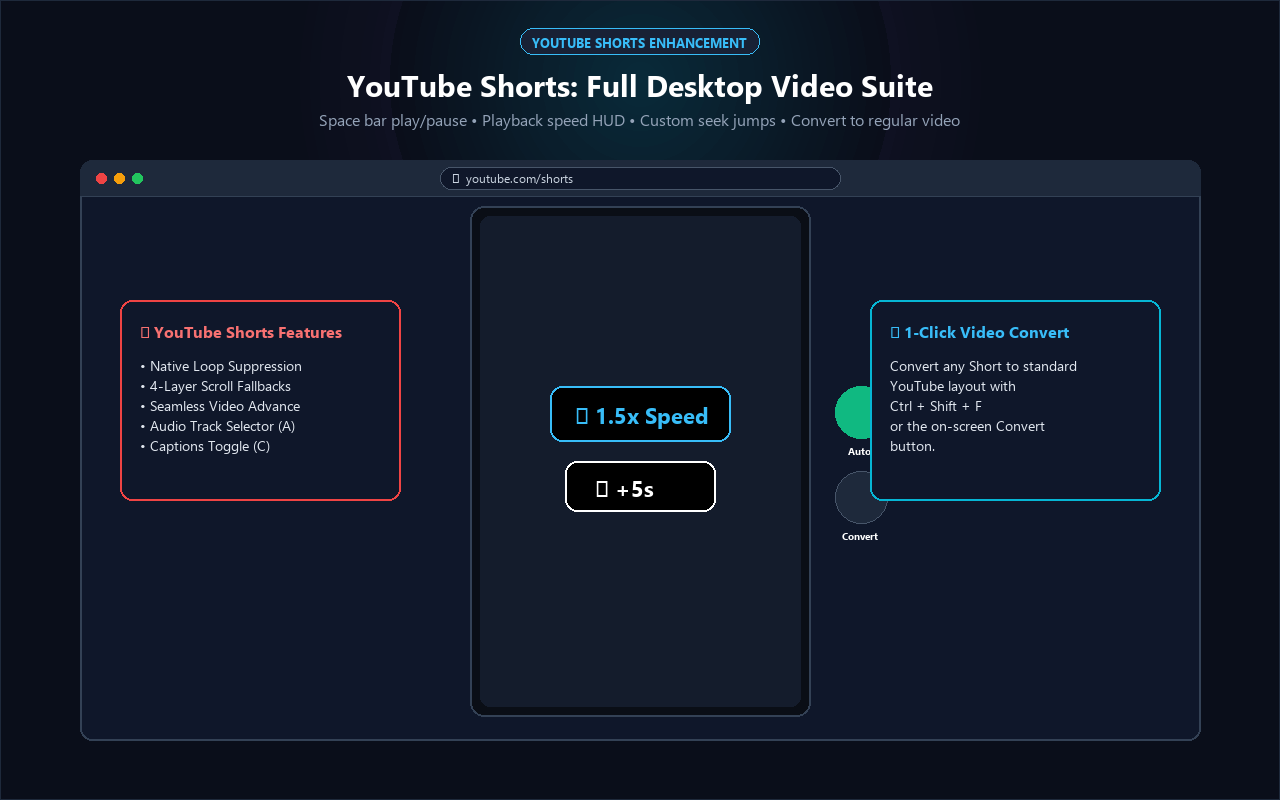 YOUTUBE SHORTS ENHANCEMENT
YouTube Shorts: Full Desktop Video Suite
Space bar play/pause • Playback speed HUD • Custom seek jumps • Convert to regular video
youtube.com/shorts
YouTube Shorts Features
• Native Loop Suppression
• 4-Layer Scroll Fallbacks
• Seamless Video Advance
• Audio Track Selector (A)
• Captions Toggle (C)
1.5x Speed
+5s
Auto
Convert
1-Click Video Convert
Convert any Short to standard
YouTube layout with
Ctrl + Shift + F
or the on-screen Convert
button.